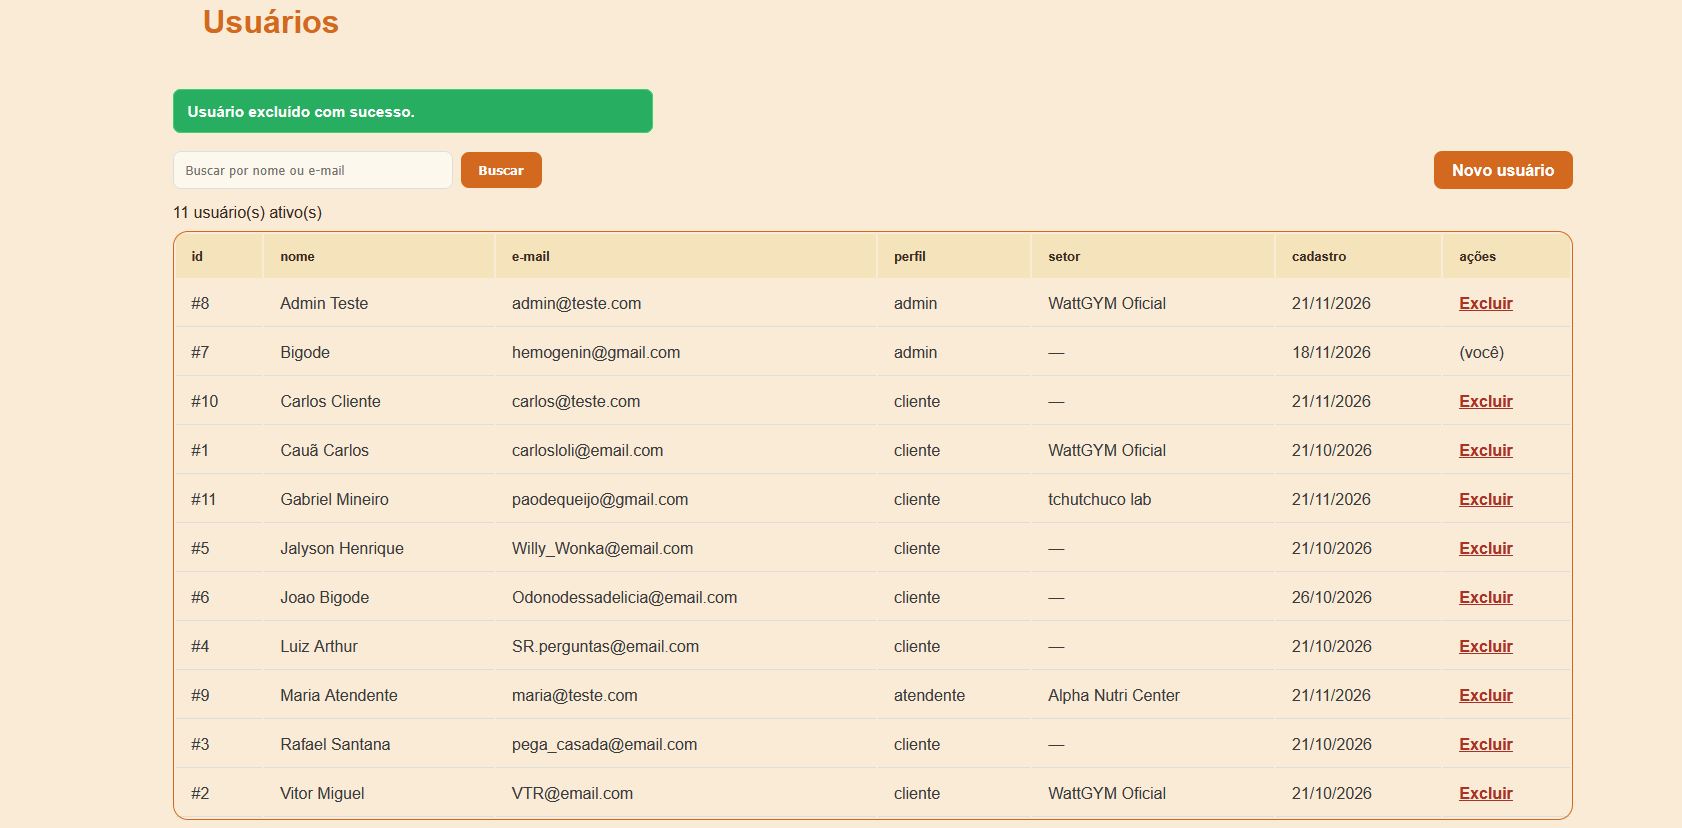 Usuários
Usuário excluído com sucesso.
Buscar por nome ou e-mail Buscar Novo usuário
11 usuário(s) ativo(s)
id nome e-mail perfil setor cadastro ações
#8 Admin Teste admin@teste.com admin WattGYM Oficial 21/11/2026 Excluir
#7 Bigode hemogenin@gmail.com admin — 18/11/2026 (você)
#10 Carlos Cliente carlos@teste.com cliente — 21/11/2026 Excluir
#1 Cauã Carlos carlosloli@email.com cliente WattGYM Oficial 21/10/2026 Excluir
#11 Gabriel Mineiro paodequeijo@gmail.com cliente tchutchuco lab 21/11/2026 Excluir
#5 Jalyson Henrique Willy_Wonka@email.com cliente — 21/10/2026 Excluir
#6 Joao Bigode Odonodessadelicia@email.com cliente — 26/10/2026 Excluir
#4 Luiz Arthur SR.perguntas@email.com cliente — 21/10/2026 Excluir
#9 Maria Atendente maria@teste.com atendente Alpha Nutri Center 21/11/2026 Excluir
#3 Rafael Santana pega_casada@email.com cliente — 21/10/2026 Excluir
#2 Vitor Miguel VTR@email.com cliente WattGYM Oficial 21/10/2026 Excluir